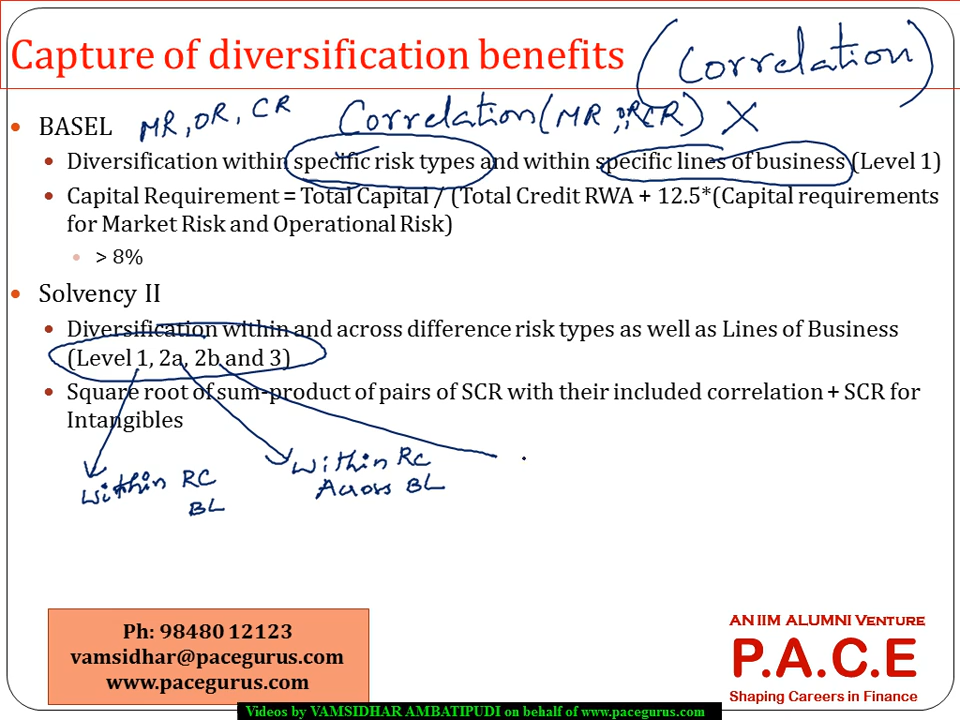 Capture of diversification benefits (Correlation)
BASEL MR, OR, CR Correlation(MR, OR, CR) X
Diversification within specific risk types and within specific lines of business (Level 1)
Capital Requirement = Total Capital / (Total Credit RWA + 12.5*(Capital requirements
for Market Risk and Operational Risk)
> 8%
Solvency II
Diversification within and across difference risk types as well as Lines of Business
(Level 1, 2a, 2b and 3)
Square root of sum-product of pairs of SCR with their included correlation + SCR for
Intangibles
Within RC
BL
Within RC
Across BL
Ph: 98480 12123
vamsidhar@pacegurus.com
www.pacegurus.com
AN IIM ALUMNI VENTURE
P.A.C.E
Shaping Careers in Finance
Videos by VAMSIDHAR AMBATIPUDI on behalf of www.pacegurus.com